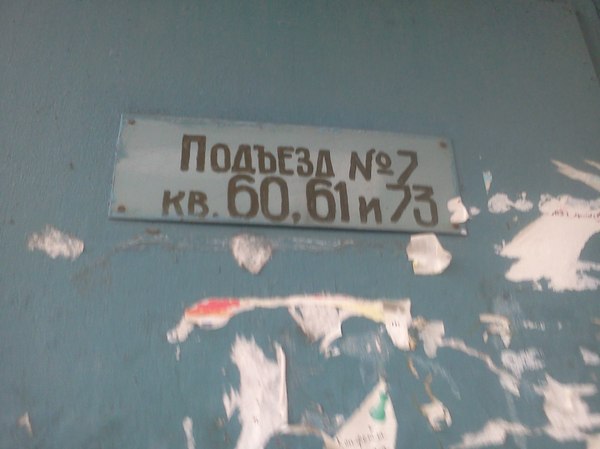 Подъезд №7
кв. 60, 61 и 73